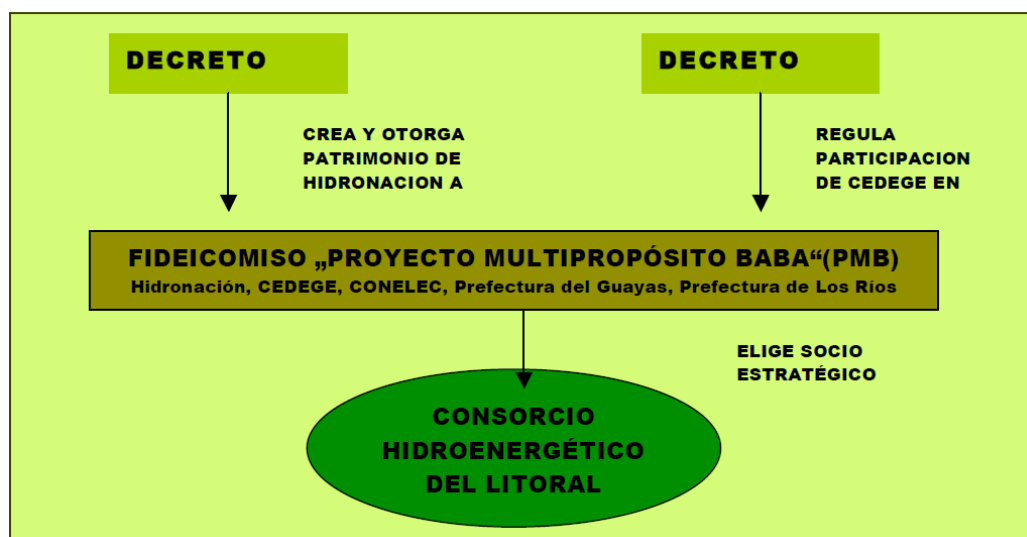 DECRETO
DECRETO
CREA Y OTORGA
PATRIMONIO DE
HIDRONACION A
REGULA
PARTICIPACION
DE CEDEGE EN
FIDEICOMISO „PROYECTO MULTIPROPÓSITO BABA“(PMB)
Hidronación, CEDEGE, CONELEC, Prefectura del Guayas, Prefectura de Los Ríos
ELIGE SOCIO
ESTRATÉGICO
CONSORCIO
HIDROENERGÉTICO
DEL LITORAL